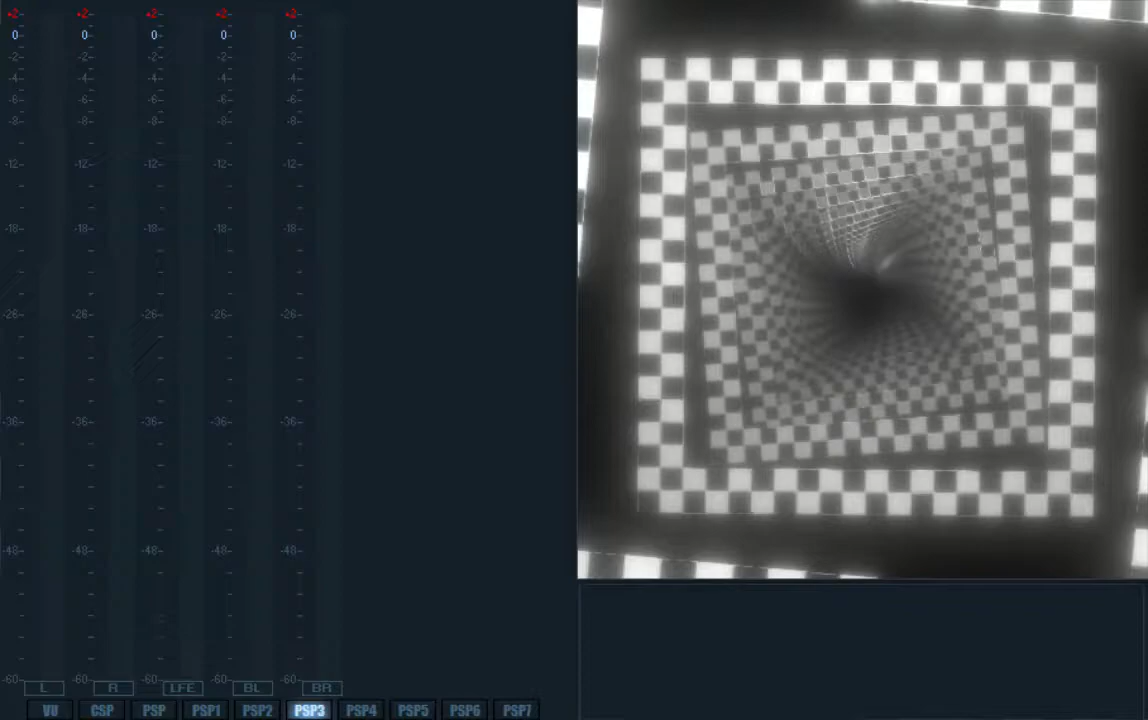 +2 +2 +2 +2 +2
0 0 0 0 0
-2 -2 -2 -2 -2
-4 -4 -4 -4 -4
-6 -6 -6 -6 -6
-8 -8 -8 -8 -8
-12 -12 -12 -12 -12
-18 -18 -18 -18 -18
-26 -26 -26 -26 -26
-36 -36 -36 -36 -36
-48 -48 -48 -48 -48
-60 -60 -60 -60 -60
L R LFE BL BR
VU CSP PSP PSP1 PSP2 PSP3 PSP4 PSP5 PSP6 PSP7